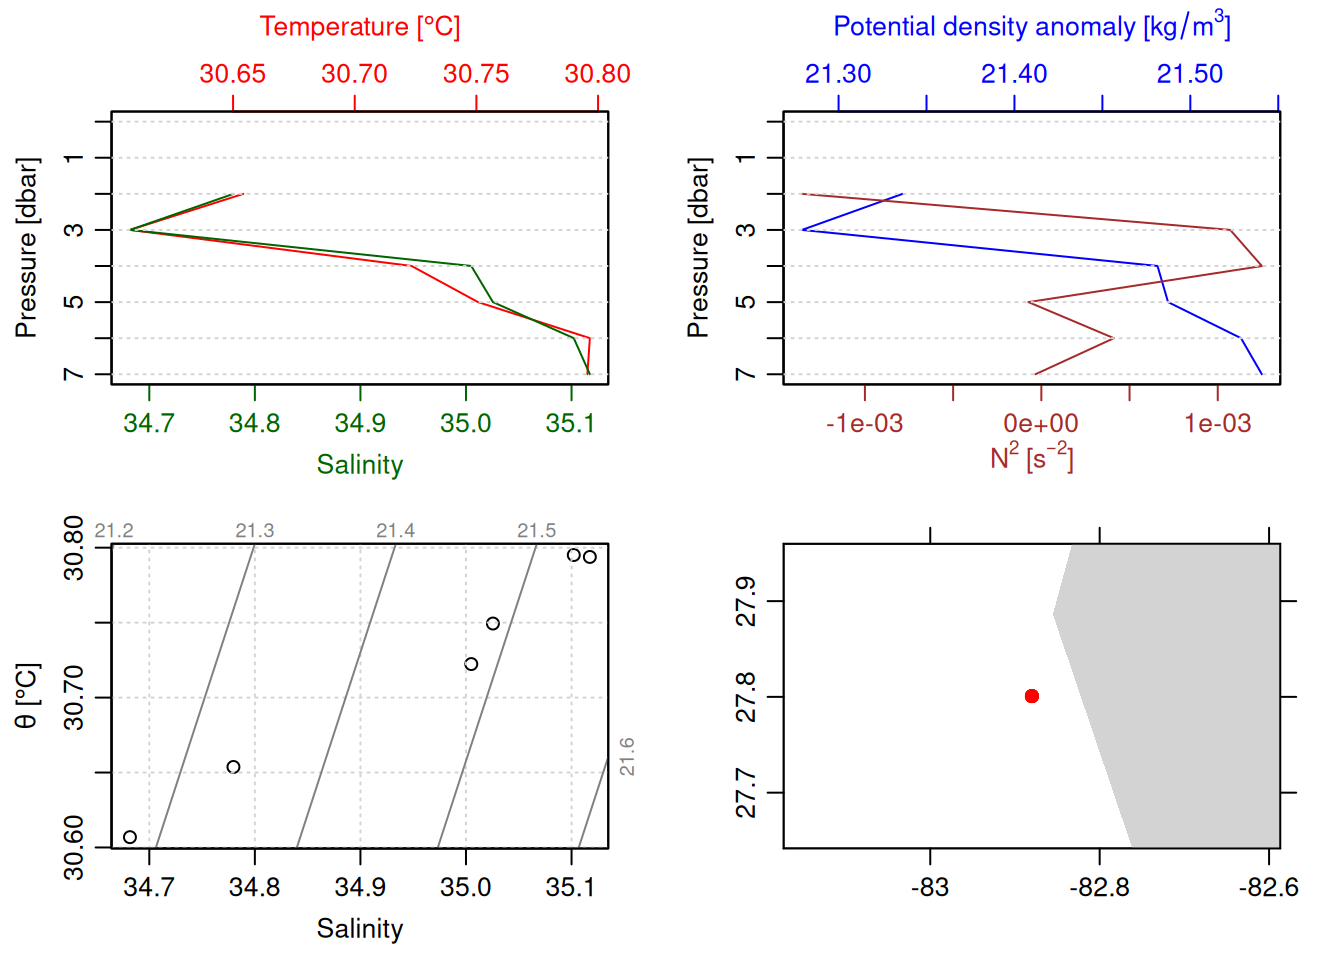 Temperature [°C]
30.65 30.70 30.75 30.80
Pressure [dbar]
1
3
5
7
34.7 34.8 34.9 35.0 35.1
Salinity
Potential density anomaly [kg/m³]
21.30 21.40 21.50
Pressure [dbar]
1
3
5
7
-1e-03 0e+00 1e-03
N² [s⁻²]
21.2 21.3 21.4 21.5
21.6
θ [°C]
30.80
30.70
30.60
34.7 34.8 34.9 35.0 35.1
Salinity
27.9
27.8
27.7
-83 -82.8 -82.6